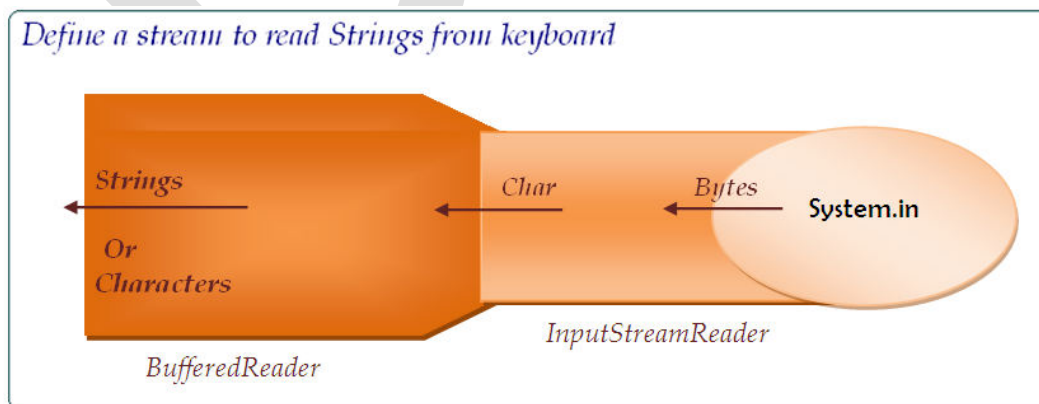 Define a stream to read Strings from keyboard
Strings
Char
Bytes
System.in
Or
Characters
InputStreamReader
BufferedReader